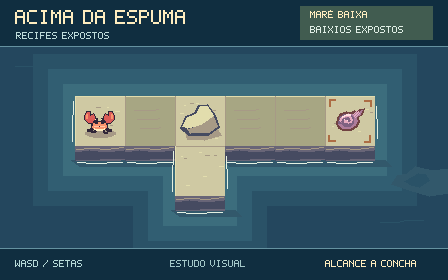 ACIMA DA ESPUMA
RECIFES EXPOSTOS
MARÉ BAIXA
BAIXIOS EXPOSTOS
WASD / SETAS
ESTUDO VISUAL
ALCANCE A CONCHA